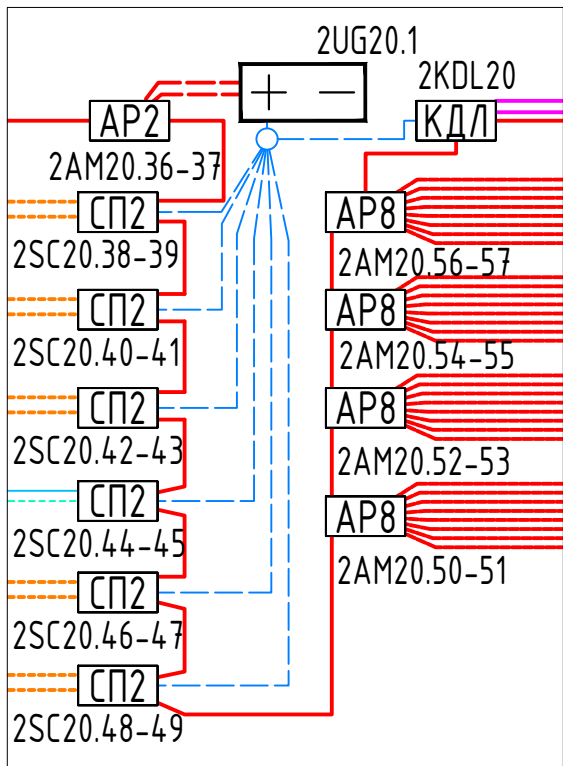 2UG20.1
+ −
2KDL20
АР2
КДЛ
2AM20.36-37
СП2
2SC20.38-39
АР8
2AM20.56-57
СП2
2SC20.40-41
АР8
2AM20.54-55
СП2
2SC20.42-43
АР8
2AM20.52-53
СП2
2SC20.44-45
АР8
2AM20.50-51
СП2
2SC20.46-47
СП2
2SC20.48-49